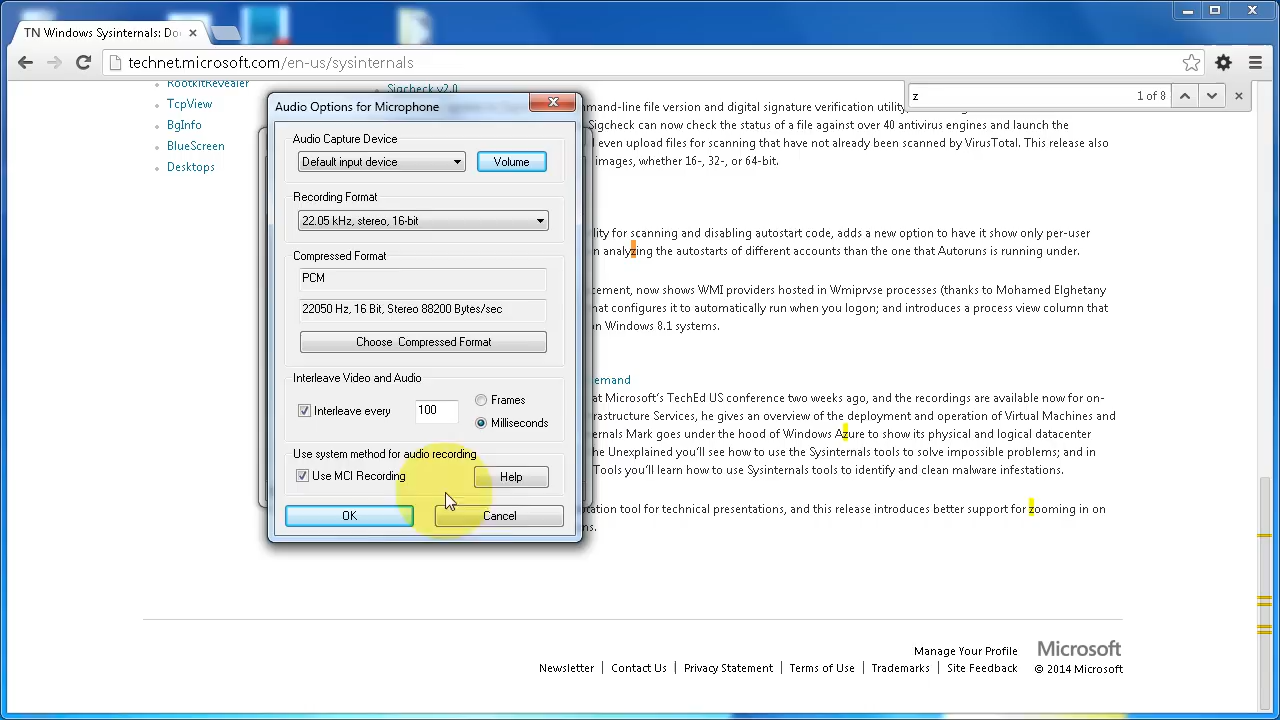 TN Windows Sysinternals: Do
technet.microsoft.com/en-us/sysinternals
z
1 of 8
RootkitRevealer
TcpView
BgInfo
BlueScreen
Desktops
Sigcheck v2.0
Audio Options for Microphone
Audio Capture Device
Default input device
Volume
Recording Format
22.05 kHz, stereo, 16-bit
Compressed Format
PCM
22050 Hz, 16 Bit, Stereo 88200 Bytes/sec
Choose Compressed Format
Interleave Video and Audio
Interleave every
100
Frames
Milliseconds
Use system method for audio recording
Use MCI Recording
Help
OK
Cancel
mmand-line file version and digital signature verification utility,
Sigcheck can now check the status of a file against over 40 antivirus engines and launch the
even upload files for scanning that have not already been scanned by VirusTotal. This release also
images, whether 16-, 32-, or 64-bit.
ility for scanning and disabling autostart code, adds a new option to have it show only per-user
n analyzing the autostarts of different accounts than the one that Autoruns is running under.
cement, now shows WMI providers hosted in Wmiprvse processes (thanks to Mohamed Elghetany
hat configures it to automatically run when you logon; and introduces a process view column that
on Windows 8.1 systems.
emand
at Microsoft's TechEd US conference two weeks ago, and the recordings are available now for on-
frastructure Services, he gives an overview of the deployment and operation of Virtual Machines and
ernals Mark goes under the hood of Windows Azure to show its physical and logical datacenter
the Unexplained you'll see how to use the Sysinternals tools to solve impossible problems; and in
Tools you'll learn how to use Sysinternals tools to identify and clean malware infestations.
tation tool for technical presentations, and this release introduces better support for zooming in on
ns.
Manage Your Profile
Microsoft
Newsletter | Contact Us | Privacy Statement | Terms of Use | Trademarks | Site Feedback
© 2014 Microsoft